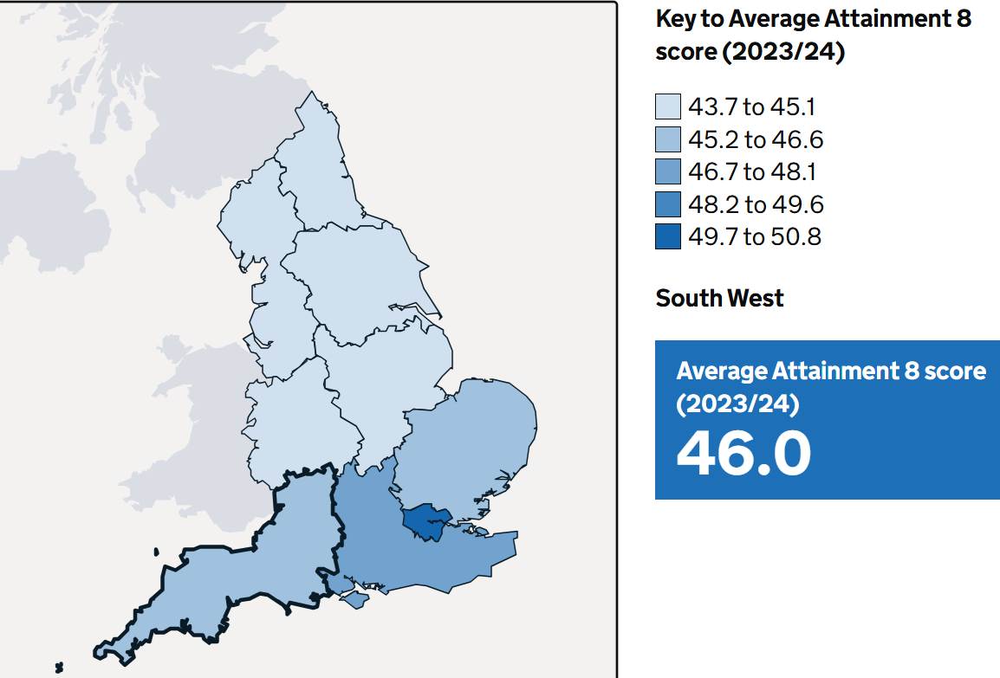 Key to Average Attainment 8
score (2023/24)
43.7 to 45.1
45.2 to 46.6
46.7 to 48.1
48.2 to 49.6
49.7 to 50.8
South West
Average Attainment 8 score
(2023/24)
46.0